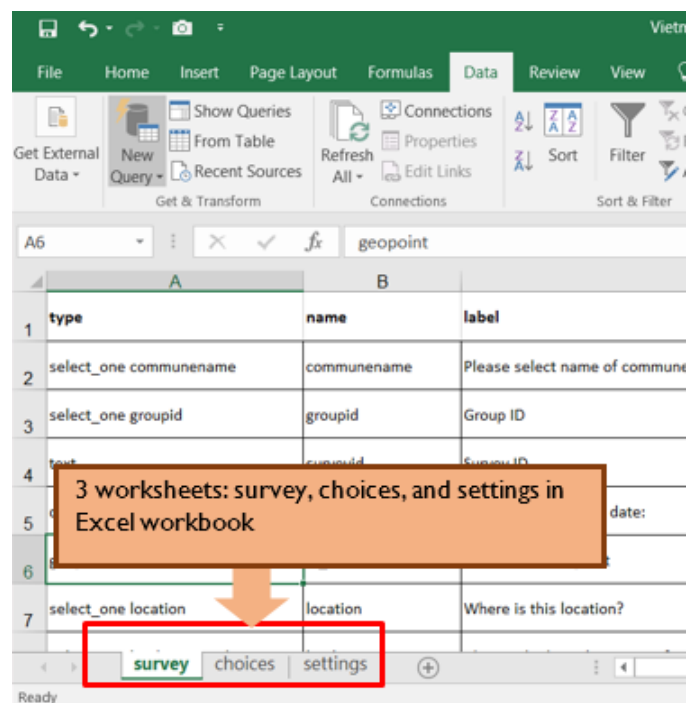 Vietn
File Home Insert Page Layout Formulas Data Review View
Get External Data
New Query
Show Queries
From Table
Recent Sources
Get & Transform
Refresh All
Connections
Properties
Edit Links
Connections
Sort
Filter
Sort & Filter
A6 fx geopoint
A B
1 type name label
2 select_one communename communename Please select name of commune
3 select_one groupid groupid Group ID
4
5 date:
6
7 select_one location location Where is this location?
3 worksheets: survey, choices, and settings in
Excel workbook
survey choices settings
Ready